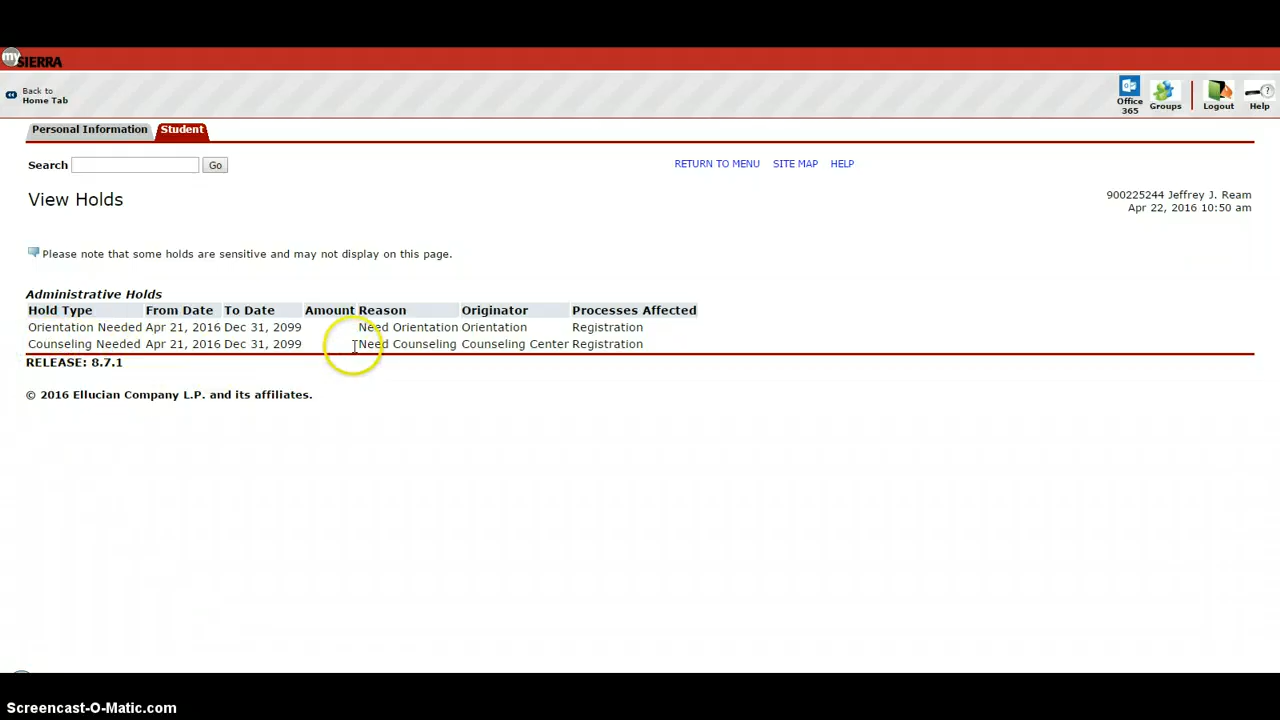 my SIERRA
Back to
Home Tab
Office
365
Groups
Logout
Help
Personal Information
Student
Search
Go
RETURN TO MENU SITE MAP HELP
View Holds
900225244 Jeffrey J. Ream
Apr 22, 2016 10:50 am
Please note that some holds are sensitive and may not display on this page.
Administrative Holds
Hold Type From Date To Date Amount Reason Originator Processes Affected
Orientation Needed Apr 21, 2016 Dec 31, 2099 Need Orientation Orientation Registration
Counseling Needed Apr 21, 2016 Dec 31, 2099 Need Counseling Counseling Center Registration
RELEASE: 8.7.1
© 2016 Ellucian Company L.P. and its affiliates.
Screencast-O-Matic.com